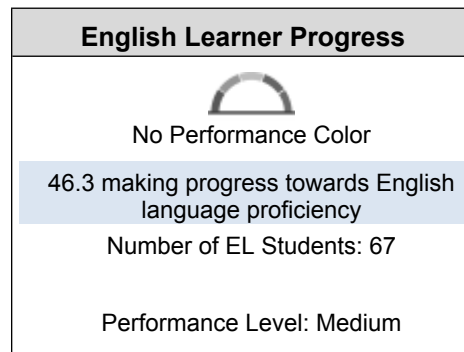 English Learner Progress
No Performance Color
46.3 making progress towards English
language proficiency
Number of EL Students: 67
Performance Level: Medium